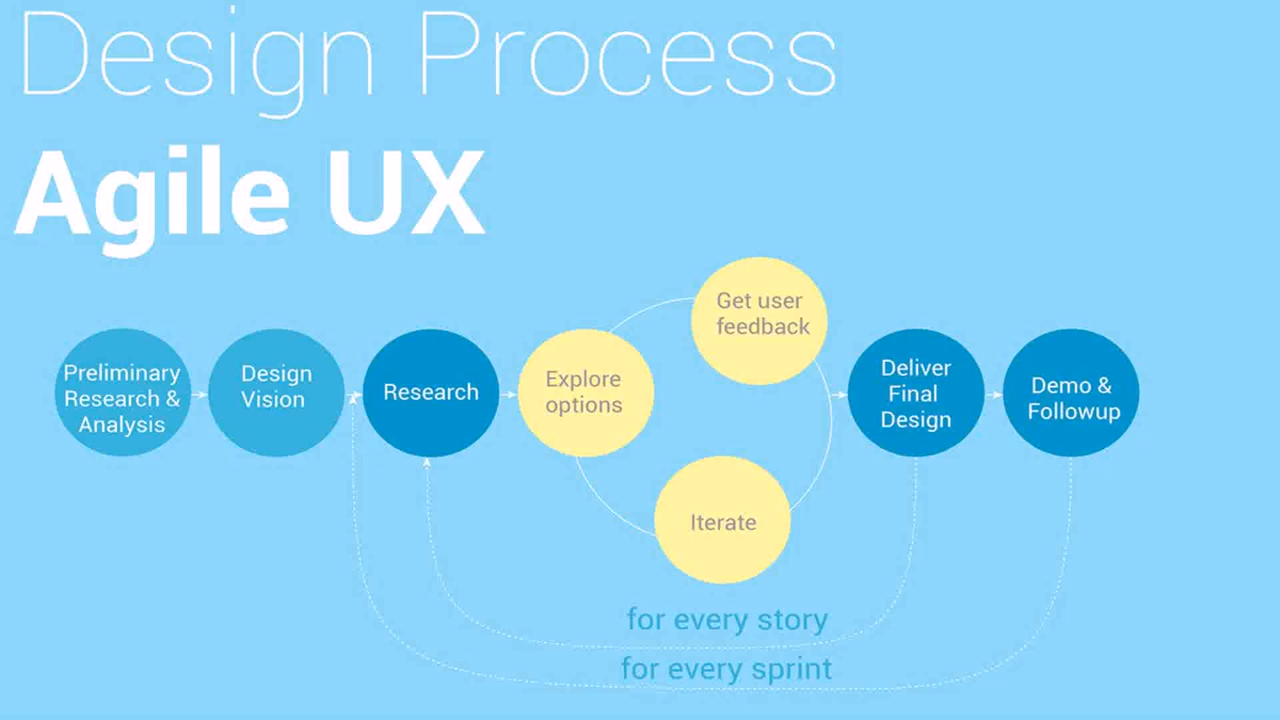 Design Process
Agile UX
Preliminary
Research &
Analysis
Design
Vision
Research
Explore
options
Get user
feedback
Iterate
Deliver
Final
Design
Demo &
Followup
for every story
for every sprint